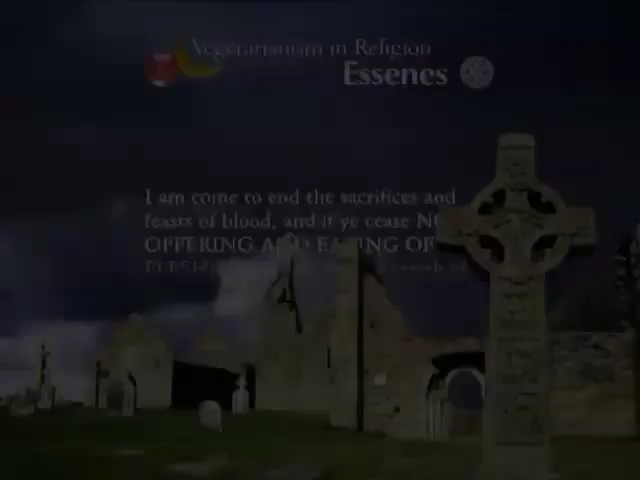 Vegetarianism in Religion
Essenes
I am come to end the sacrifices and
feasts of blood, and if ye cease
OFFERING AND EATING OF